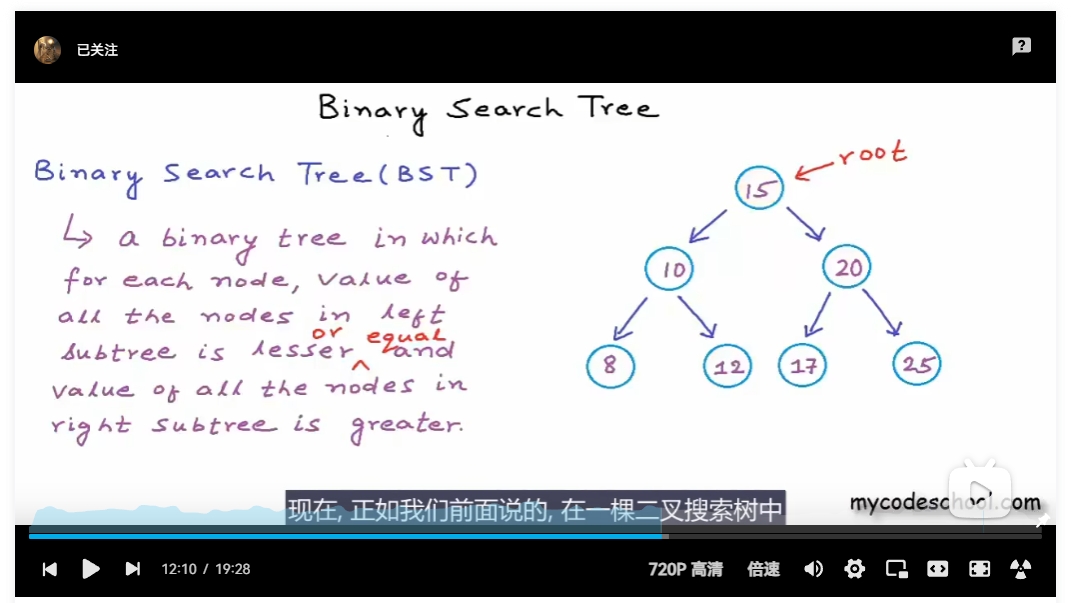 已关注
Binary Search Tree
Binary Search Tree (BST)
a binary tree in which
for each node, value of
all the nodes in left
or equal
subtree is lesser ^ and
value of all the nodes in
right subtree is greater.
root
15
10
20
8
12
17
25
现在, 正如我们前面说的, 在一棵二叉搜索树中
mycodeschool.com
12:10 / 19:28
720P 高清
倍速